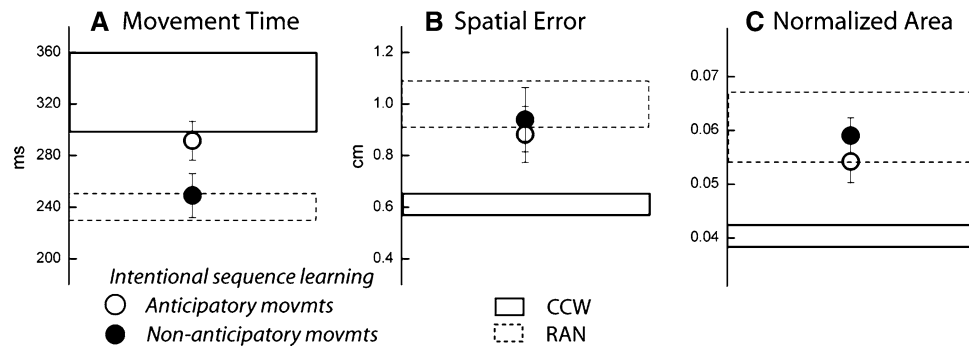 A Movement Time
360
320
280
240
200
ms
B Spatial Error
1.2
1.0
0.8
0.6
0.4
cm
C Normalized Area
0.07
0.06
0.05
0.04
Intentional sequence learning
Anticipatory movmts
Non-anticipatory movmts
CCW
RAN